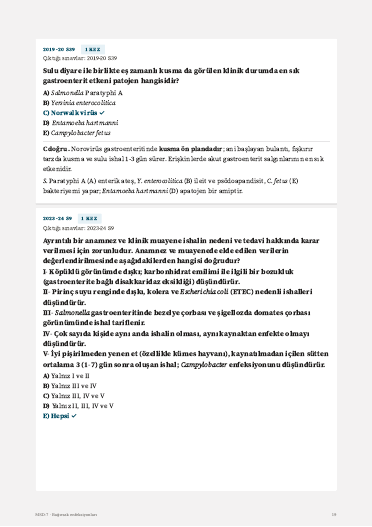 2019-20 S39 1 KEZ
Çıktığı sınavlar: 2019-20 S39
Sulu diyare ile birlikte eş zamanlı kusma da görülen klinik durumda en sık
gastroenterit etkeni patojen hangisidir?
A) Salmonella Paratyphi A
B) Yersinia enterocolitica
C) Norwalk virüs ✓
D) Entamoeba hartmanni
E) Campylobacter fetus
C doğru. Norovirüs gastroenteritinde kusma ön plandadır; ani başlayan bulantı, fışkırır
tarzda kusma ve sulu ishal 1-3 gün sürer. Erişkinlerde akut gastroenterit salgınlarının en sık
etkenidir.
S. Paratyphi A (A) enterik ateş, Y. enterocolitica (B) ileit ve psödoapandisit, C. fetus (E)
bakteriyemi yapar; Entamoeba hartmanni (D) apatojen bir amiptir.
2023-24 S9 1 KEZ
Çıktığı sınavlar: 2023-24 S9
Ayrıntılı bir anamnez ve klinik muayene ishalin nedeni ve tedavi hakkında karar
verilmesi için zorunludur. Anamnez ve muayenede elde edilen verilerin
değerlendirilmesinde aşağıdakilerden hangisi doğrudur?
I- Köpüklü görünümde dışkı; karbonhidrat emilimi ile ilgili bir bozukluk
(gastroenterite bağlı disakkaridaz eksikliği) düşündürür.
II- Pirinç suyu renginde dışkı, kolera ve Escherichia coli (ETEC) nedenli ishalleri
düşündürür.
III- Salmonella gastroenteritinde bezelye çorbası ve şigellozda domates çorbası
görünümünde ishal tariflenir.
IV- Çok sayıda kişide aynı anda ishalin olması, aynı kaynaktan enfekte olmayı
düşündürür.
V- İyi pişirilmeden yenen et (özellikle kümes hayvanı), kaynatılmadan içilen sütten
ortalama 3 (1-7) gün sonra oluşan ishal; Campylobacter enfeksiyonunu düşündürür.
A) Yalnız I ve II
B) Yalnız III ve IV
C) Yalnız III, IV ve V
D) Yalnız II, III, IV ve V
E) Hepsi ✓